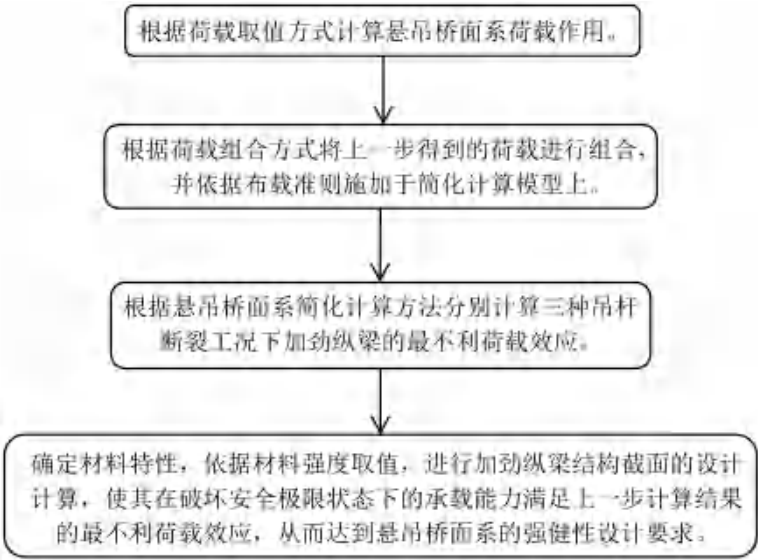 根据荷载取值方式计算悬吊桥面系荷载作用。
根据荷载组合方式将上一步得到的荷载进行组合，
并依据布载准则施加于简化计算模型上。
根据悬吊桥面系简化计算方法分别计算三种吊杆
断裂工况下加劲纵梁的最不利荷载效应。
确定材料特性，依据材料强度取值，进行加劲纵梁结构截面的设计
计算，使其在破坏安全极限状态下的承载能力满足上一步计算结果
的最不利荷载效应，从而达到悬吊桥面系的强健性设计要求。